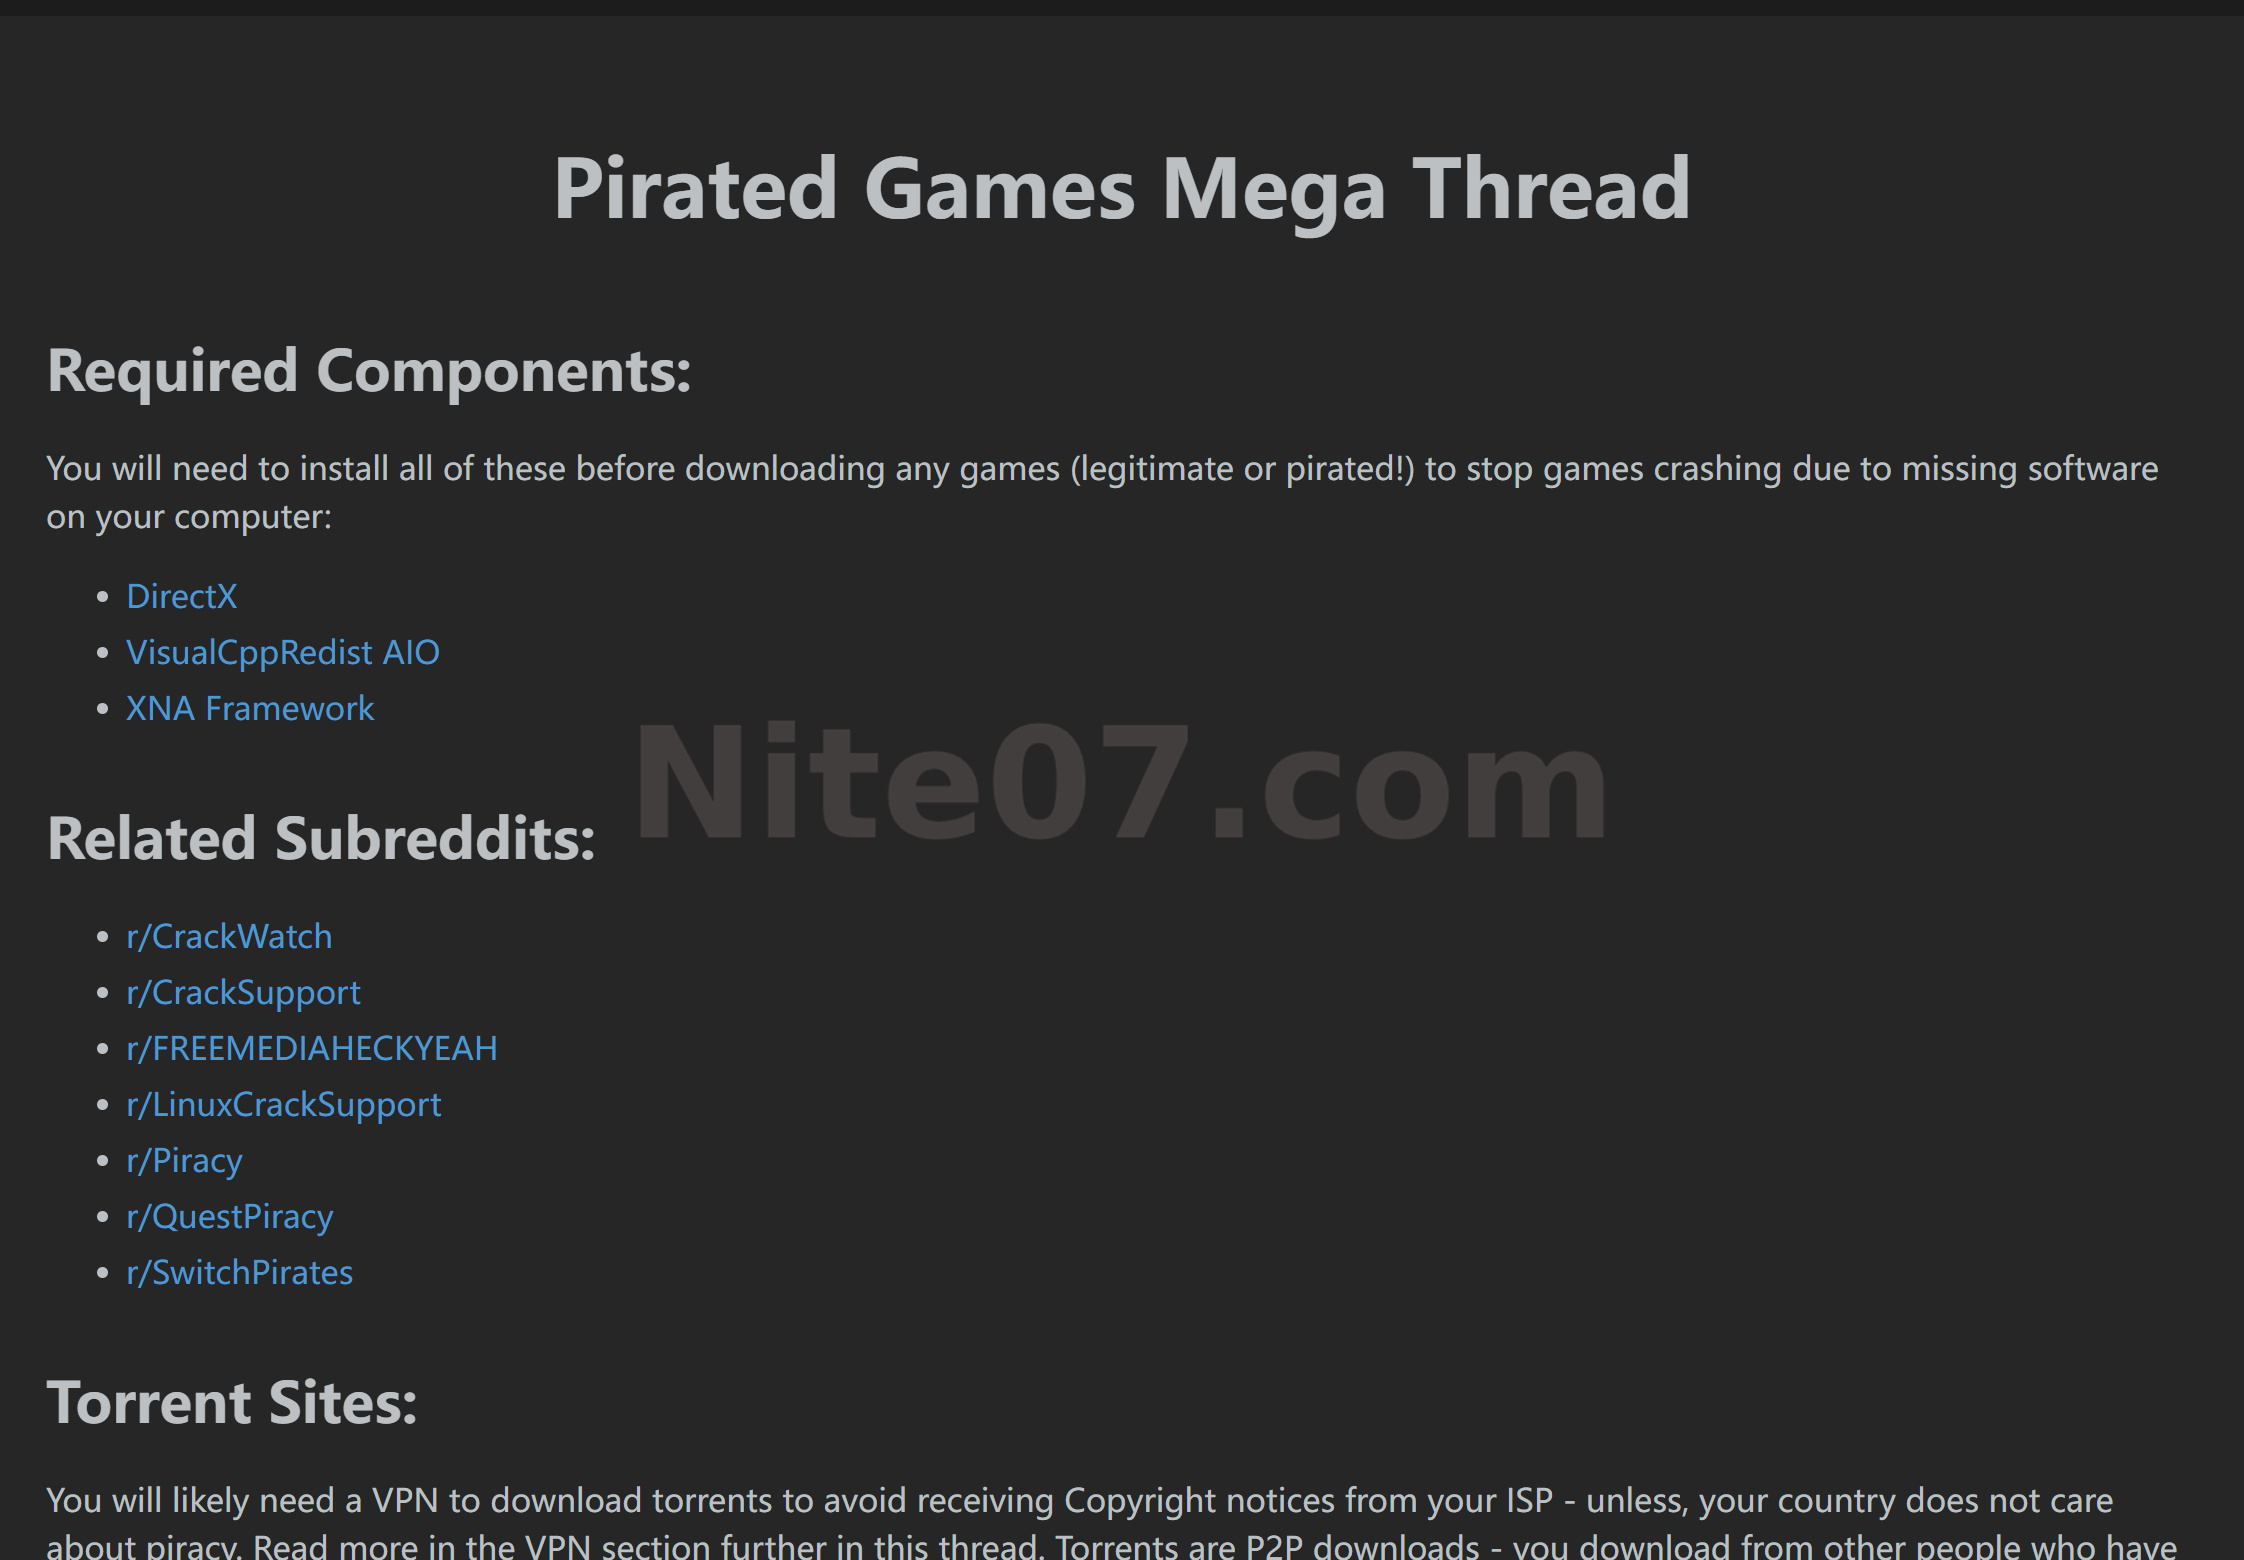 Pirated Games Mega Thread
Required Components:
You will need to install all of these before downloading any games (legitimate or pirated!) to stop games crashing due to missing software
on your computer:
DirectX
VisualCppRedist AIO
XNA Framework
Nite07.com
Related Subreddits:
r/CrackWatch
r/CrackSupport
r/FREEMEDIAHECKYEAH
r/LinuxCrackSupport
r/Piracy
r/QuestPiracy
r/SwitchPirates
Torrent Sites:
You will likely need a VPN to download torrents to avoid receiving Copyright notices from your ISP - unless, your country does not care
about piracy. Read more in the VPN section further in this thread. Torrents are P2P downloads - you download from other people who have